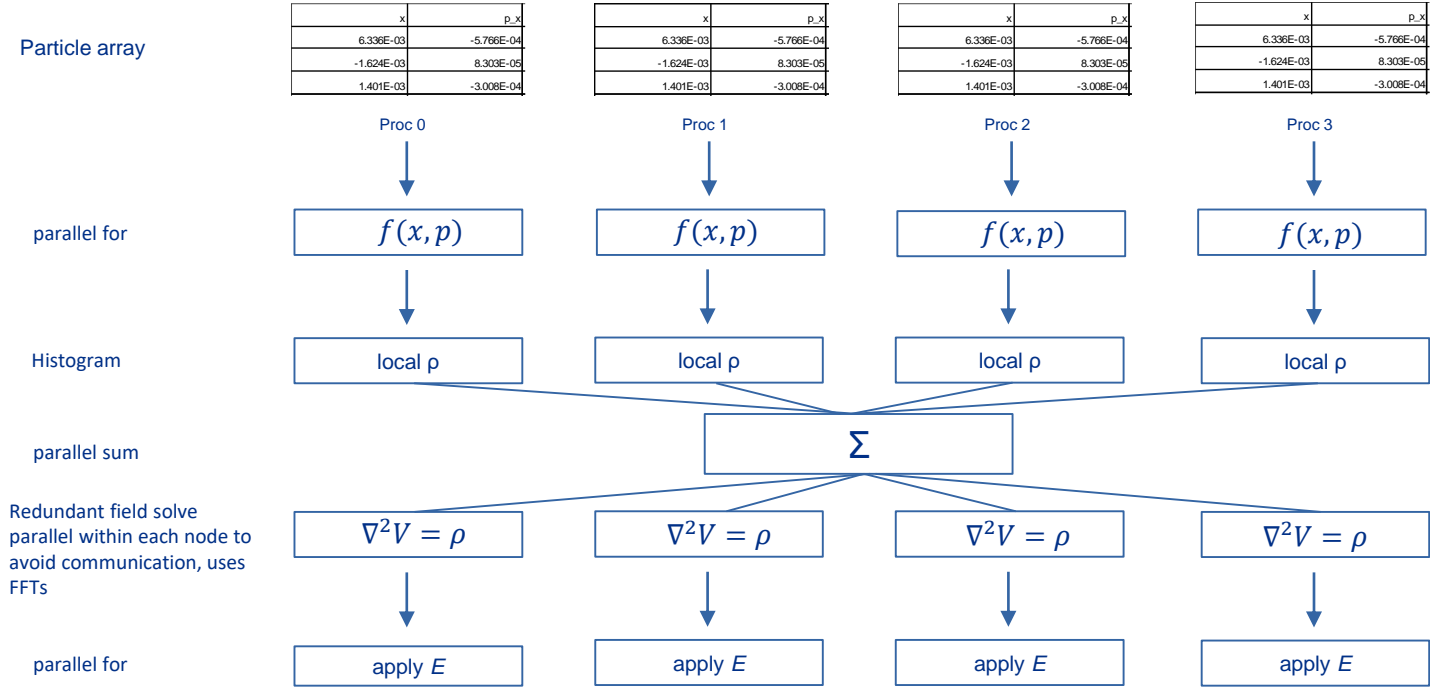 Particle array
x p_x
6.336E-03 -5.766E-04
-1.624E-03 8.303E-05
1.401E-03 -3.008E-04
x p_x
6.336E-03 -5.766E-04
-1.624E-03 8.303E-05
1.401E-03 -3.008E-04
x p_x
6.336E-03 -5.766E-04
-1.624E-03 8.303E-05
1.401E-03 -3.008E-04
x p_x
6.336E-03 -5.766E-04
-1.624E-03 8.303E-05
1.401E-03 -3.008E-04
Proc 0 Proc 1 Proc 2 Proc 3
parallel for
f(x, p) f(x, p) f(x, p) f(x, p)
Histogram
local ρ local ρ local ρ local ρ
parallel sum
Σ
Redundant field solve
parallel within each node to
avoid communication, uses
FFTs
∇²V = ρ ∇²V = ρ ∇²V = ρ ∇²V = ρ
parallel for
apply E apply E apply E apply E